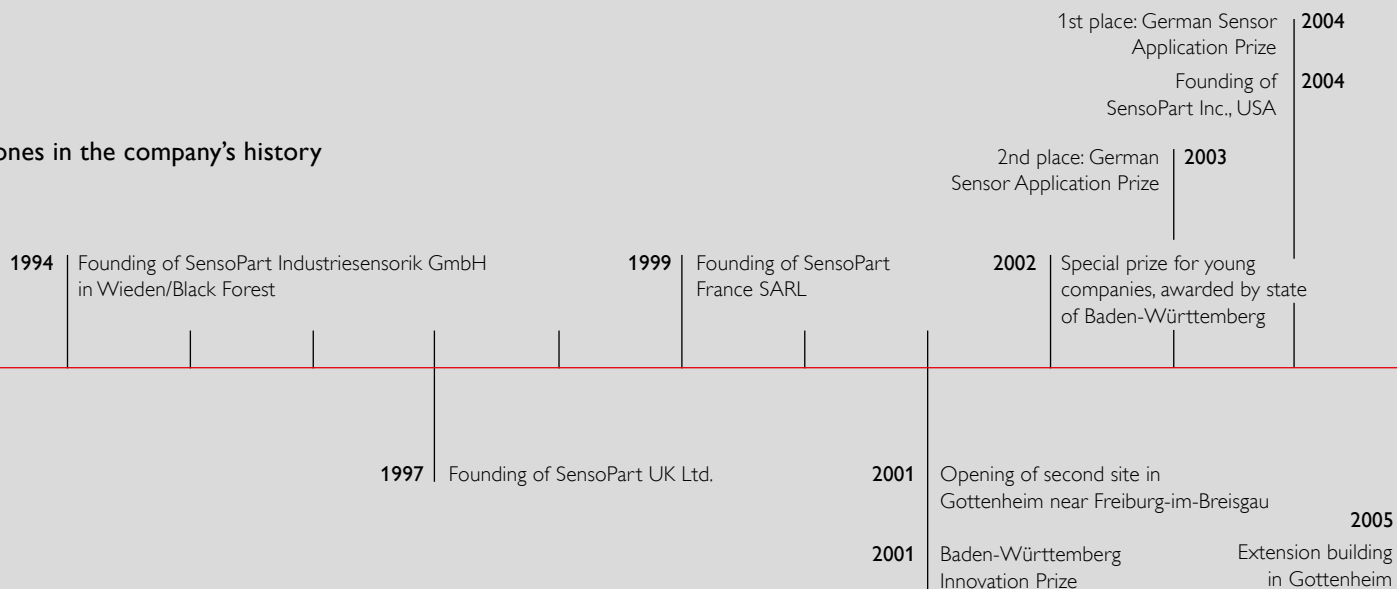 1st place: German Sensor
Application Prize
2004
Founding of
SensoPart Inc., USA
2004
ones in the company's history
2nd place: German
Sensor Application Prize
2003
1994
Founding of SensoPart Industriesensorik GmbH
in Wieden/Black Forest
1999
Founding of SensoPart
France SARL
2002
Special prize for young
companies, awarded by state
of Baden-Württemberg
1997
Founding of SensoPart UK Ltd.
2001
Opening of second site in
Gottenheim near Freiburg-im-Breisgau
2001
Baden-Württemberg
Innovation Prize
2005
Extension building
in Gottenheim